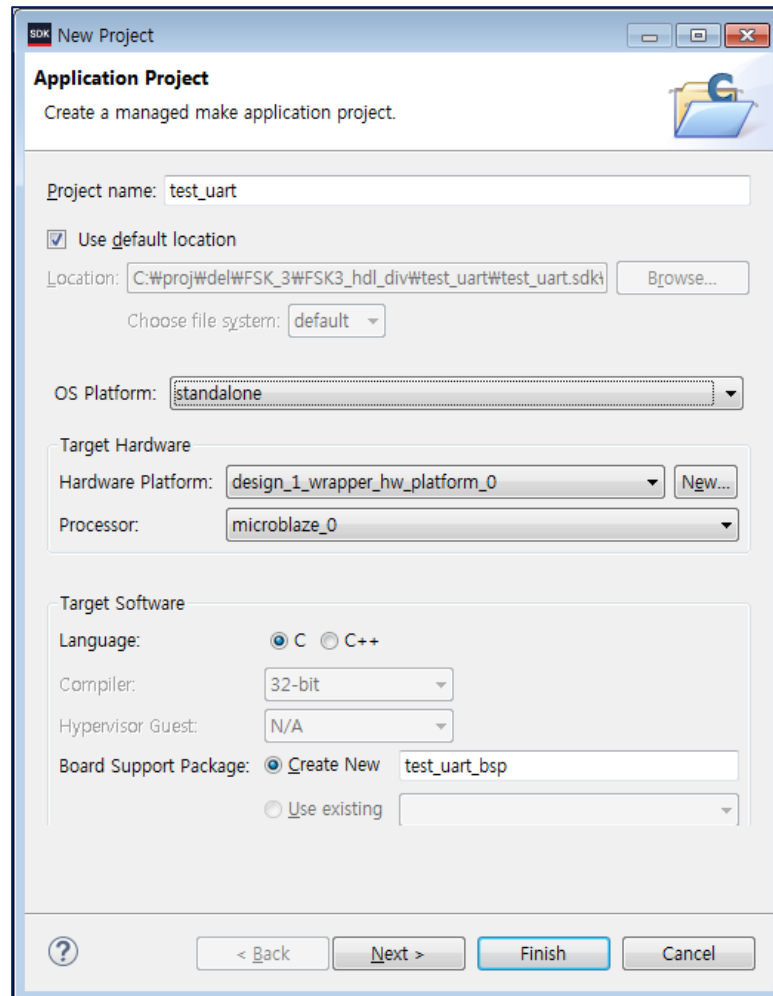 SDK New Project
Application Project
Create a managed make application project.
C
Project name: test_uart
Use default location
Location: C:₩proj₩del₩FSK_3₩FSK3_hdl_div₩test_uart₩test_uart.sdk₩ Browse...
Choose file system: default
OS Platform: standalone
Target Hardware
Hardware Platform: design_1_wrapper_hw_platform_0 New...
Processor: microblaze_0
Target Software
Language: C C++
Compiler: 32-bit
Hypervisor Guest: N/A
Board Support Package: Create New test_uart_bsp
Use existing
? < Back Next > Finish Cancel